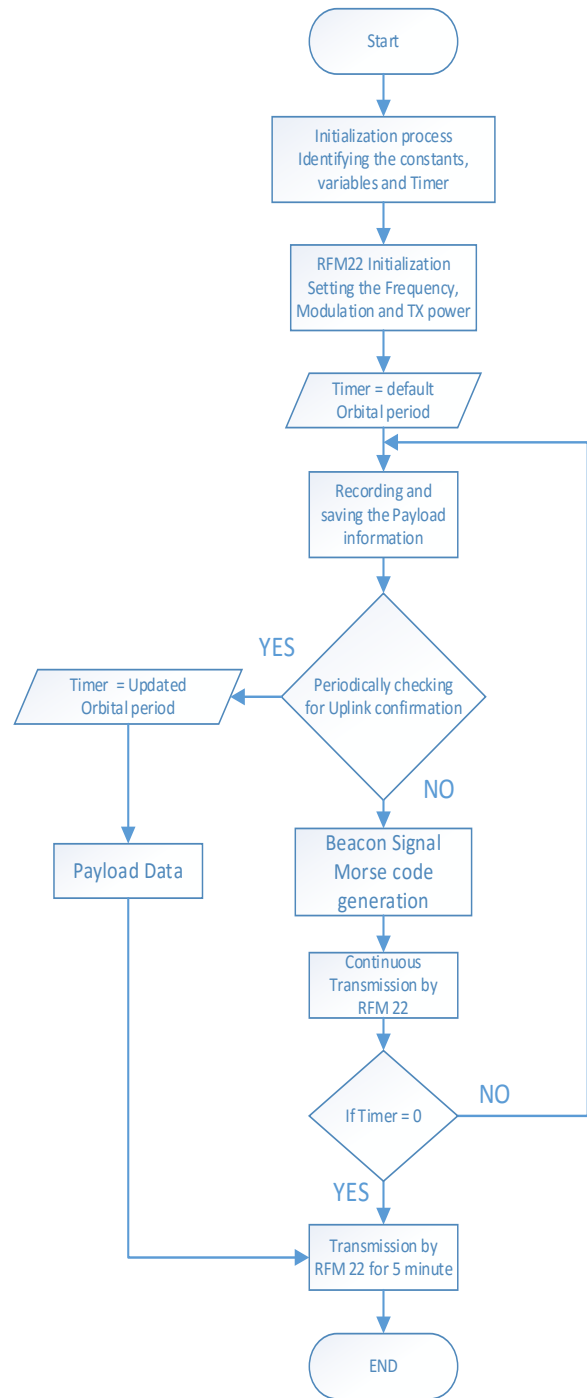 Start
Initialization process
Identifying the constants,
variables and Timer
RFM22 Initialization
Setting the Frequency,
Modulation and TX power
Timer = default
Orbital period
Recording and
saving the Payload
information
YES
Timer = Updated
Orbital period
Periodically checking
for Uplink confirmation
NO
Payload Data
Beacon Signal
Morse code
generation
Continuous
Transmission by
RFM 22
If Timer = 0
NO
YES
Transmission by
RFM 22 for 5 minute
END